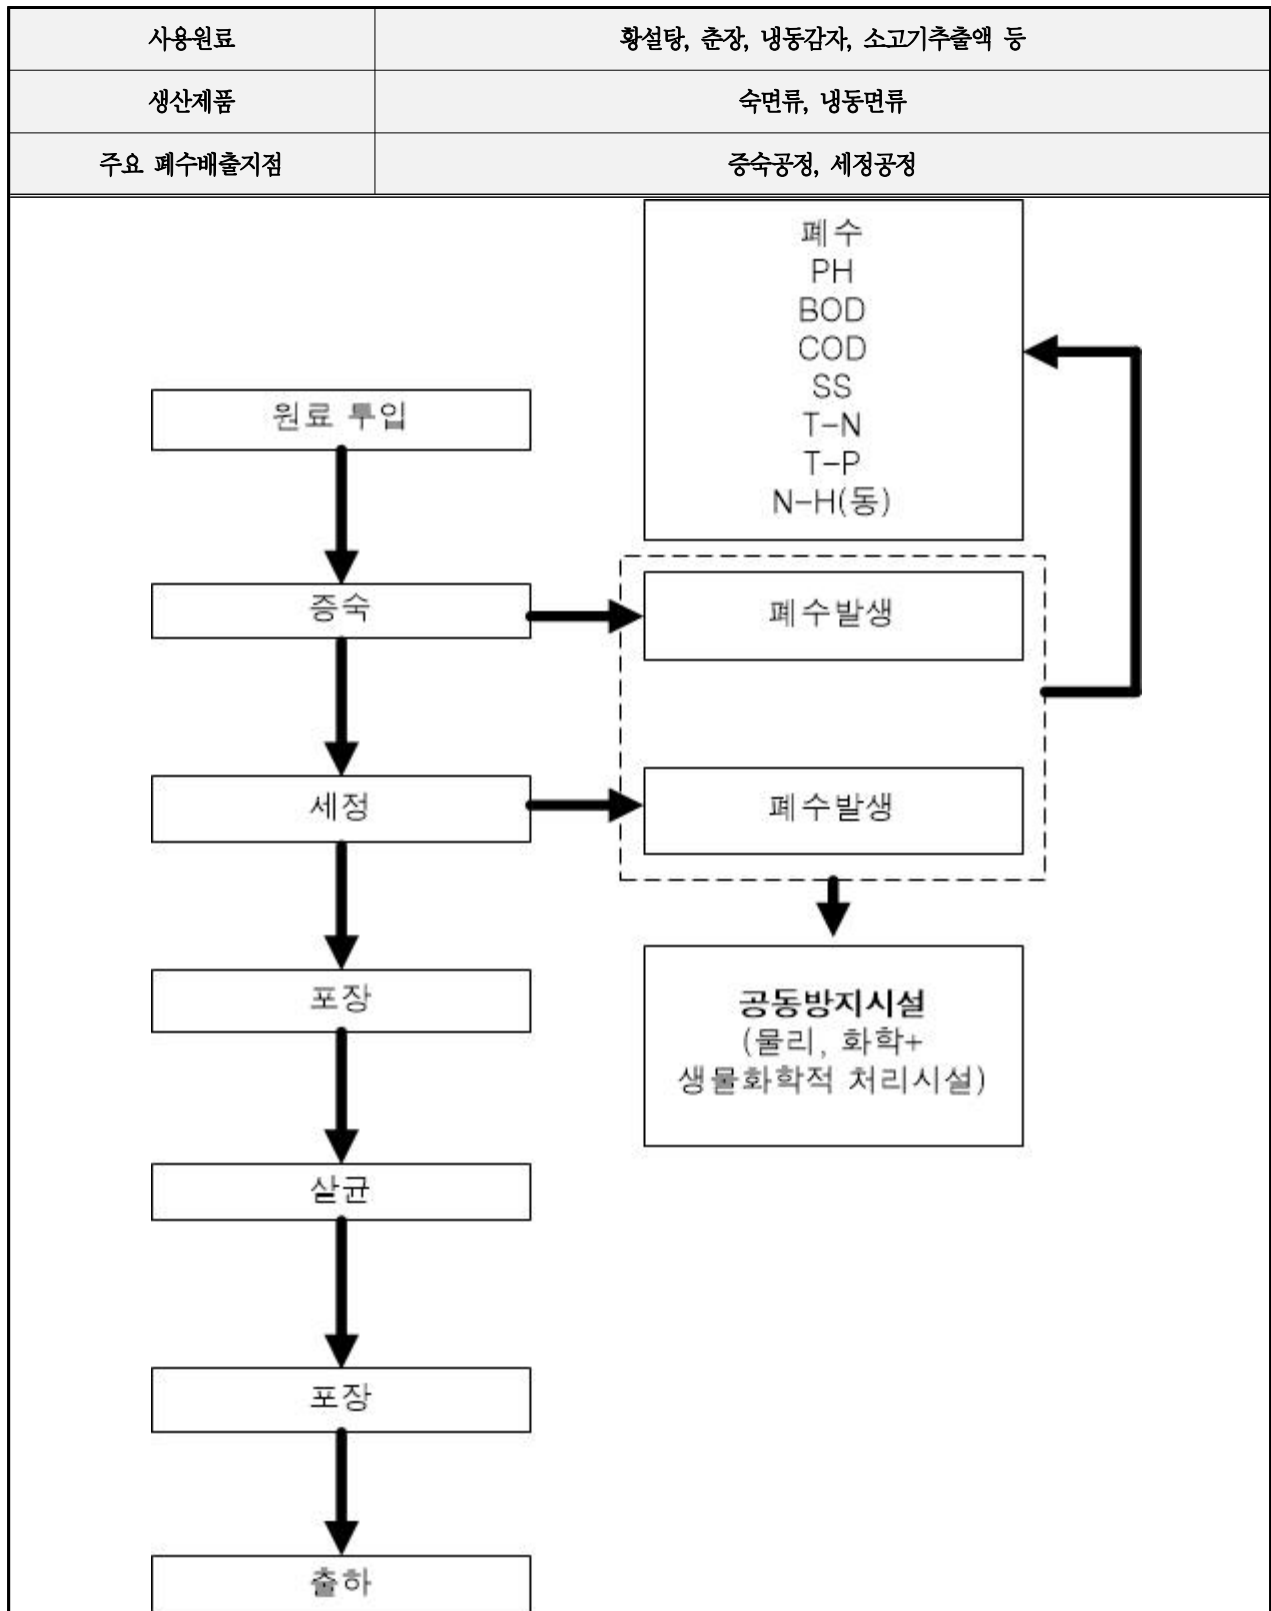 사용원료 황설탕, 춘장, 냉동감자, 소고기추출액 등
생산제품 숙면류, 냉동면류
주요 폐수배출지점 증숙공정, 세정공정
폐수
PH
BOD
COD
SS
T-N
T-P
N-H(동)
원료 투입
증숙
폐수발생
세정
폐수발생
포장
공동방지시설
(물리, 화학+
생물화학적 처리시설)
살균
포장
출하